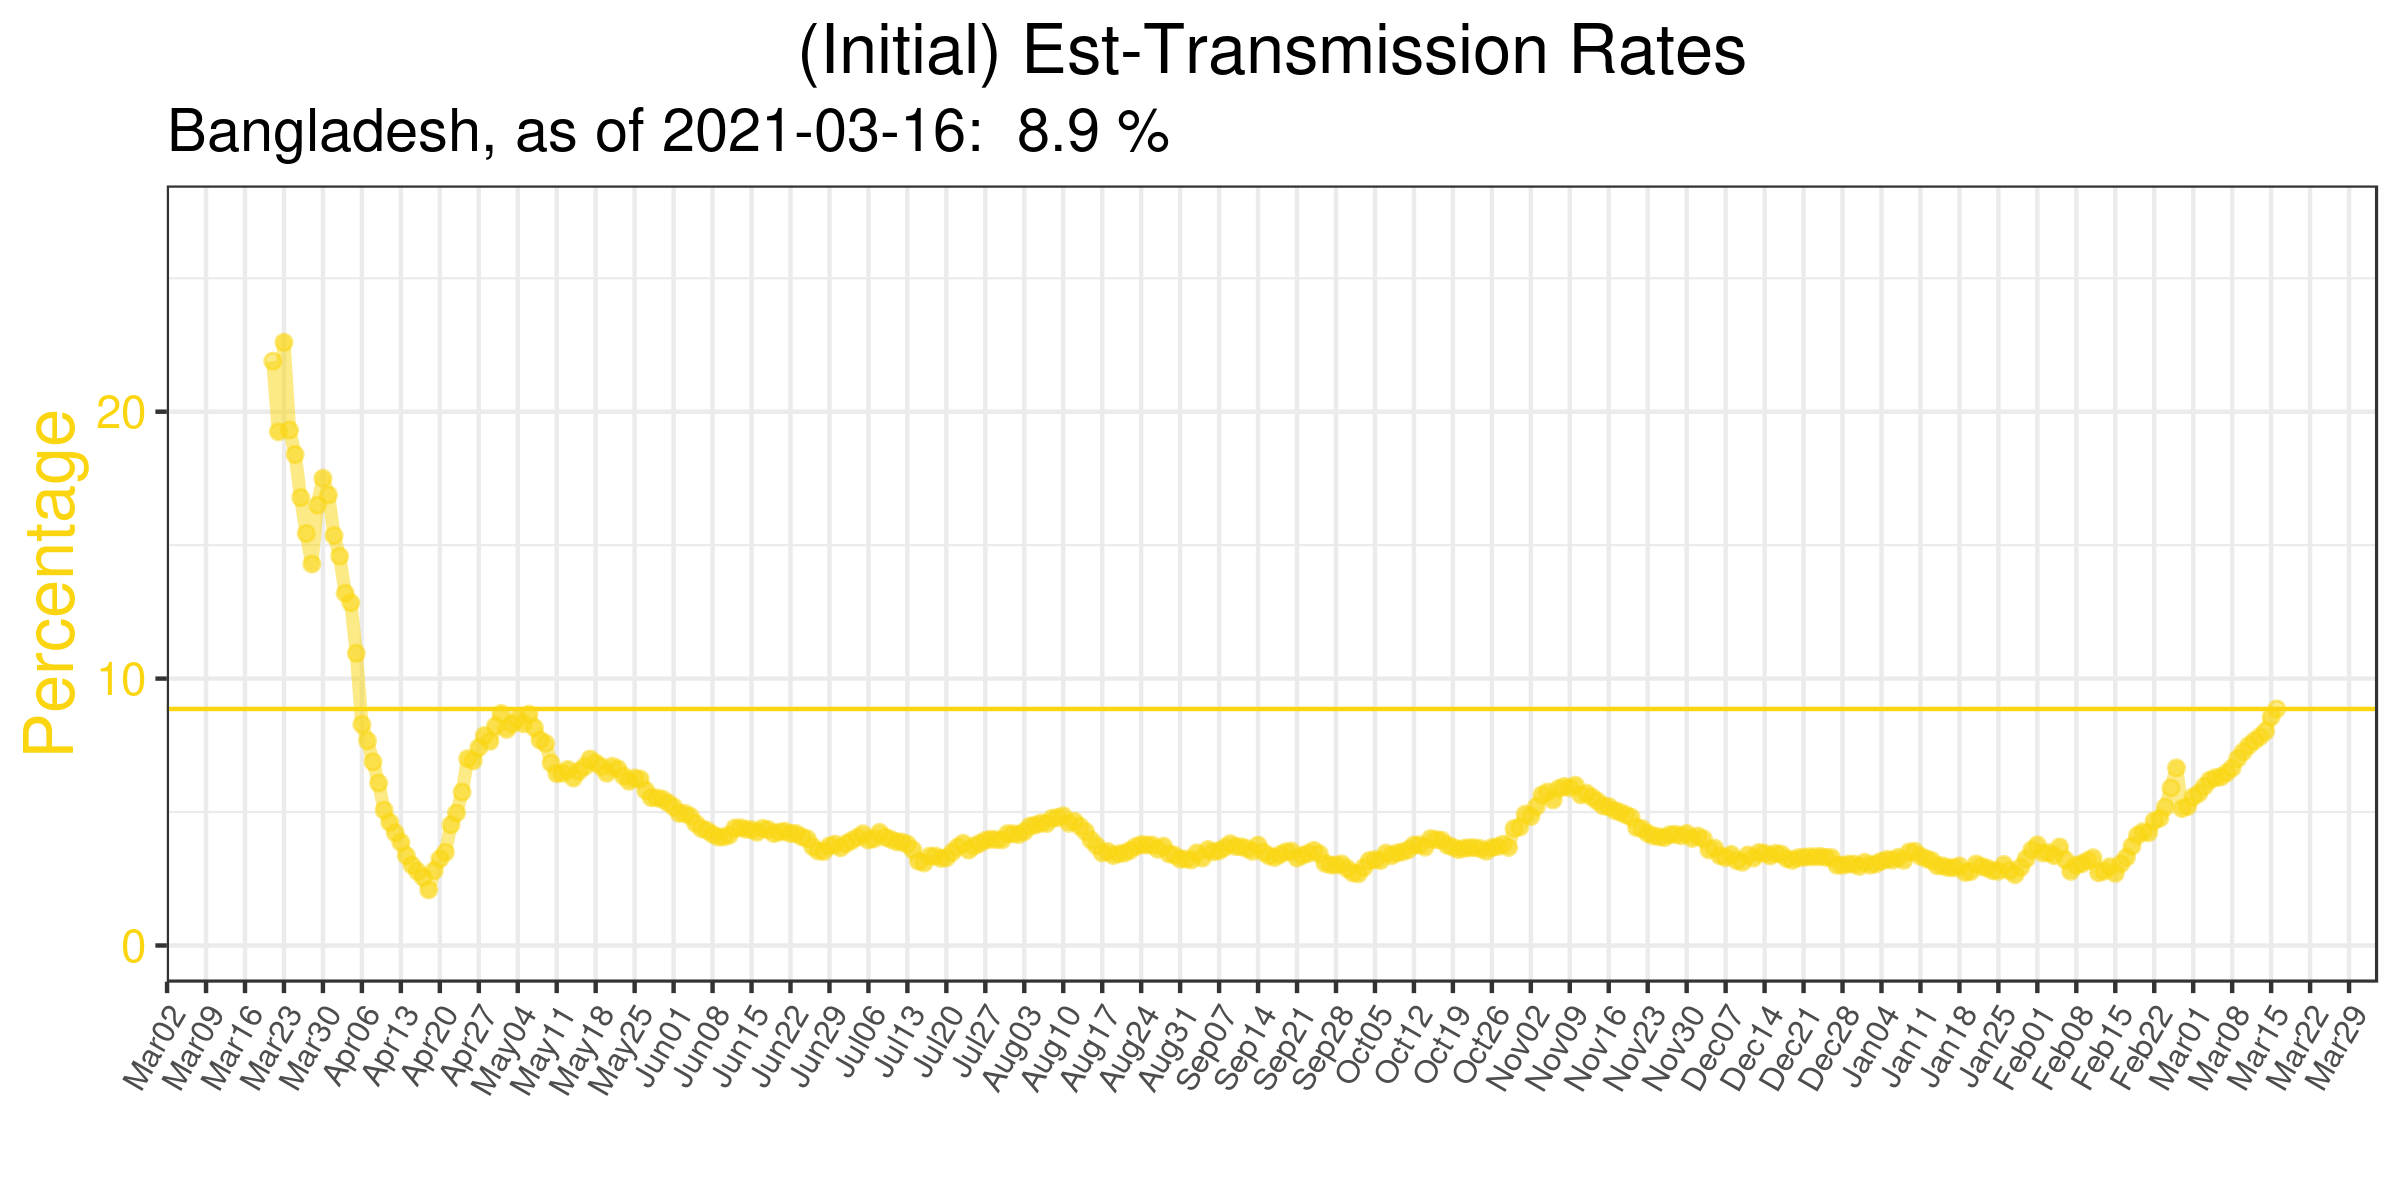 (Initial) Est-Transmission Rates
Bangladesh, as of 2021-03-16:  8.9 %
Percentage
20
10
0
Mar02
Mar09
Mar16
Mar23
Mar30
Apr06
Apr13
Apr20
Apr27
May04
May11
May18
May25
Jun01
Jun08
Jun15
Jun22
Jun29
Jul06
Jul13
Jul20
Jul27
Aug03
Aug10
Aug17
Aug24
Aug31
Sep07
Sep14
Sep21
Sep28
Oct05
Oct12
Oct19
Oct26
Nov02
Nov09
Nov16
Nov23
Nov30
Dec07
Dec14
Dec21
Dec28
Jan04
Jan11
Jan18
Jan25
Feb01
Feb08
Feb15
Feb22
Mar01
Mar08
Mar15
Mar22
Mar29